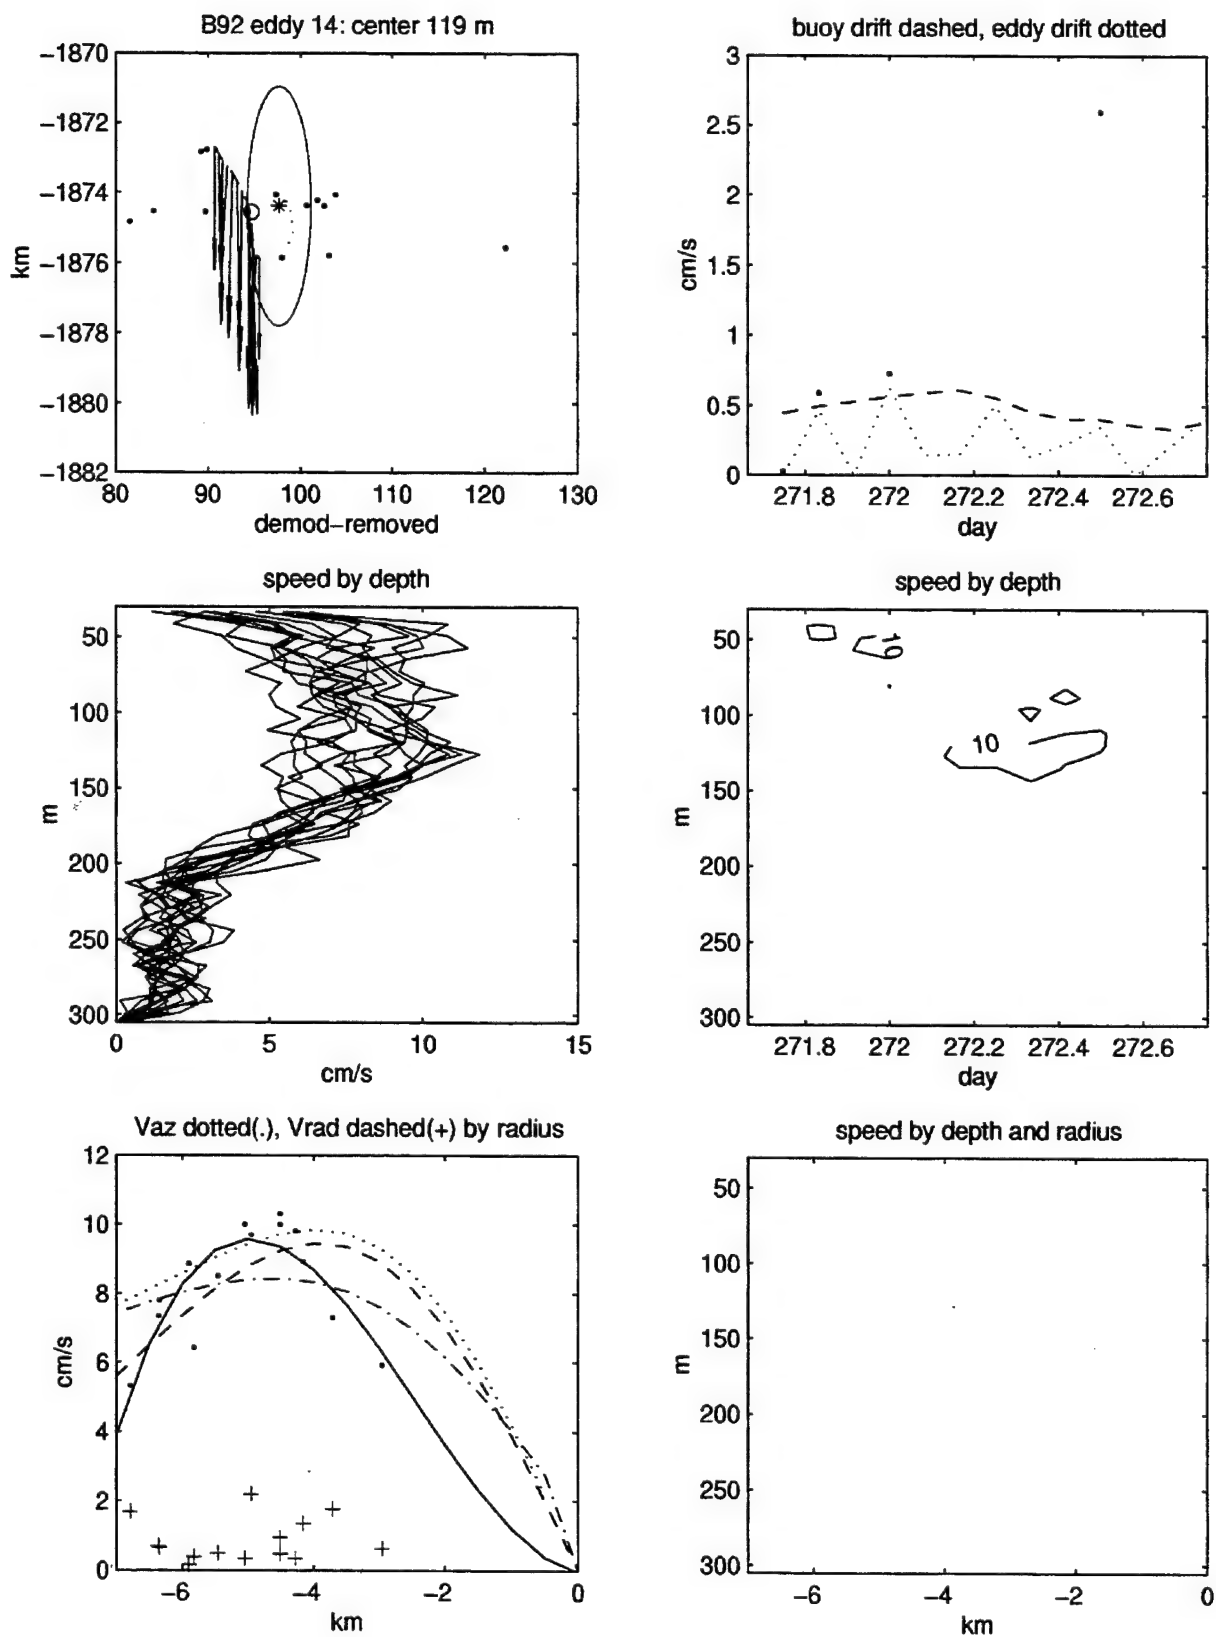 B92 eddy 14: center 119 m
−1870
−1872
−1874
−1876
−1878
−1880
−1882
km
80 90 100 110 120 130
demod−removed
buoy drift dashed, eddy drift dotted
3
2.5
2
1.5
1
0.5
0
cm/s
271.8 272 272.2 272.4 272.6
day
speed by depth
50
100
150
200
250
300
m
0 5 10 15
cm/s
speed by depth
50
100
150
200
250
300
m
10
10
271.8 272 272.2 272.4 272.6
day
Vaz dotted(.), Vrad dashed(+) by radius
12
10
8
6
4
2
0
cm/s
−6 −4 −2 0
km
speed by depth and radius
50
100
150
200
250
300
m
−6 −4 −2 0
km